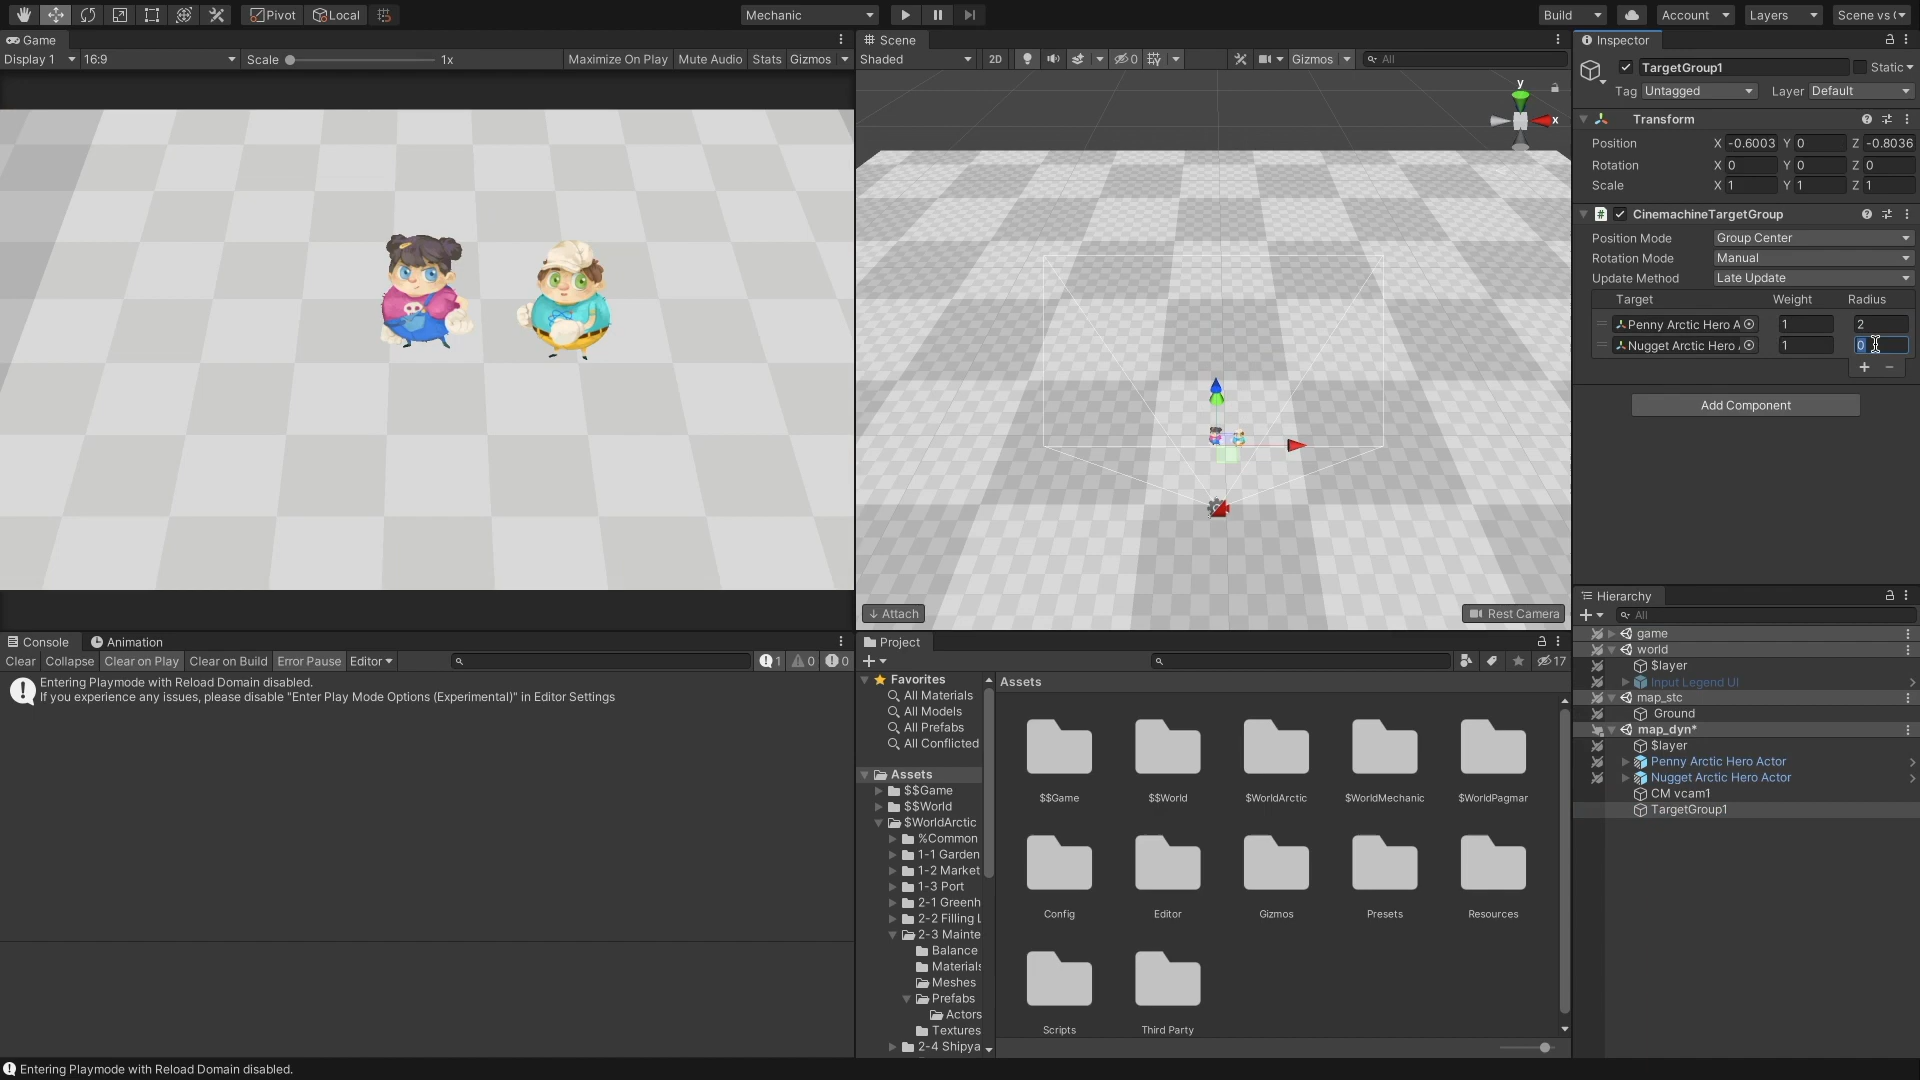 Pivot
Local
Mechanic
Build
Account
Layers
Scene vs (
Game
Display 1
16:9
Scale
1x
Maximize On Play
Mute Audio
Stats
Gizmos
Scene
Shaded
2D
0
Gizmos
All
y
x
Attach
Rest Camera
Inspector
TargetGroup1
Static
Tag
Untagged
Layer
Default
Transform
Position
X -0.6003 Y 0 Z -0.8036
Rotation
X 0 Y 0 Z 0
Scale
X 1 Y 1 Z 1
CinemachineTargetGroup
Position Mode
Group Center
Rotation Mode
Manual
Update Method
Late Update
Target Weight Radius
Penny Arctic Hero A 1 2
Nugget Arctic Hero 1 0
Add Component
Hierarchy
All
game
world
$layer
Input Legend UI
map_stc
Ground
map_dyn*
$layer
Penny Arctic Hero Actor
Nugget Arctic Hero Actor
CM vcam1
TargetGroup1
Console
Animation
Clear
Collapse
Clear on Play
Clear on Build
Error Pause
Editor
1
0
0
Entering Playmode with Reload Domain disabled.
If you experience any issues, please disable "Enter Play Mode Options (Experimental)" in Editor Settings
Project
17
Favorites
All Materials
All Models
All Prefabs
All Conflicted
Assets
$$Game
$$World
$WorldArctic
%Common
1-1 Garden
1-2 Market
1-3 Port
2-1 Greenh
2-2 Filling L
2-3 Mainte
Balance
Materials
Meshes
Prefabs
Actors
Textures
2-4 Shipya
Assets
$$Game
$$World
$WorldArctic
$WorldMechanic
$WorldPagmar
Config
Editor
Gizmos
Presets
Resources
Scripts
Third Party
Entering Playmode with Reload Domain disabled.